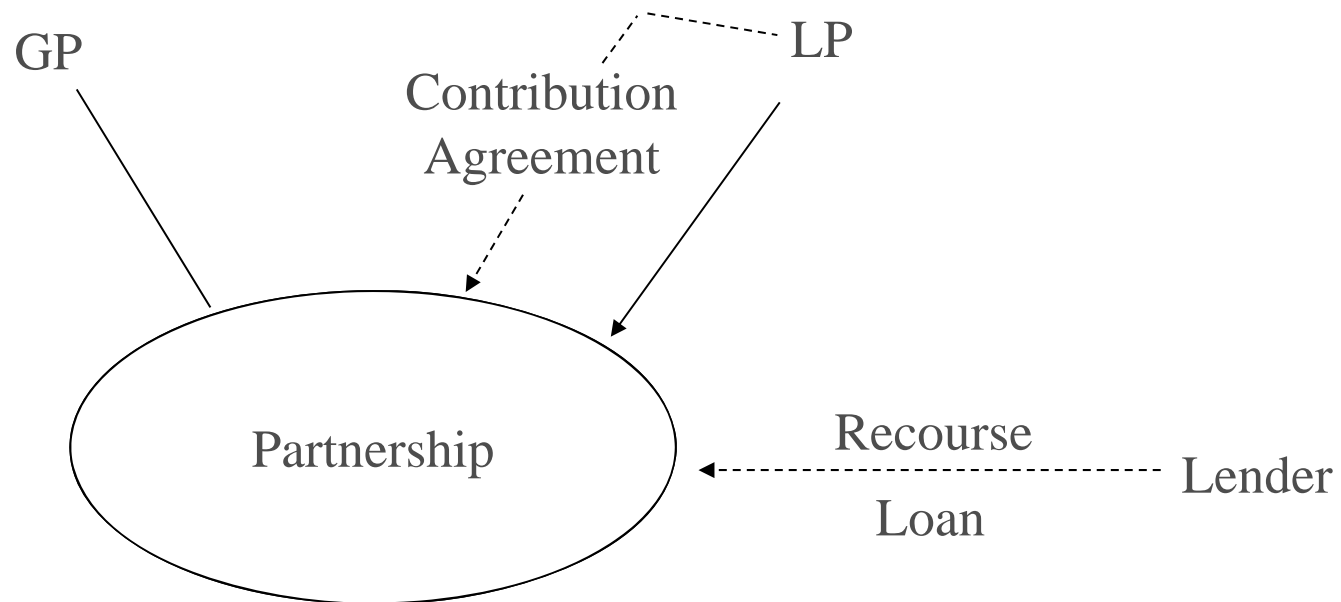 GP
LP
Contribution
Agreement
Partnership
Recourse
Loan
Lender